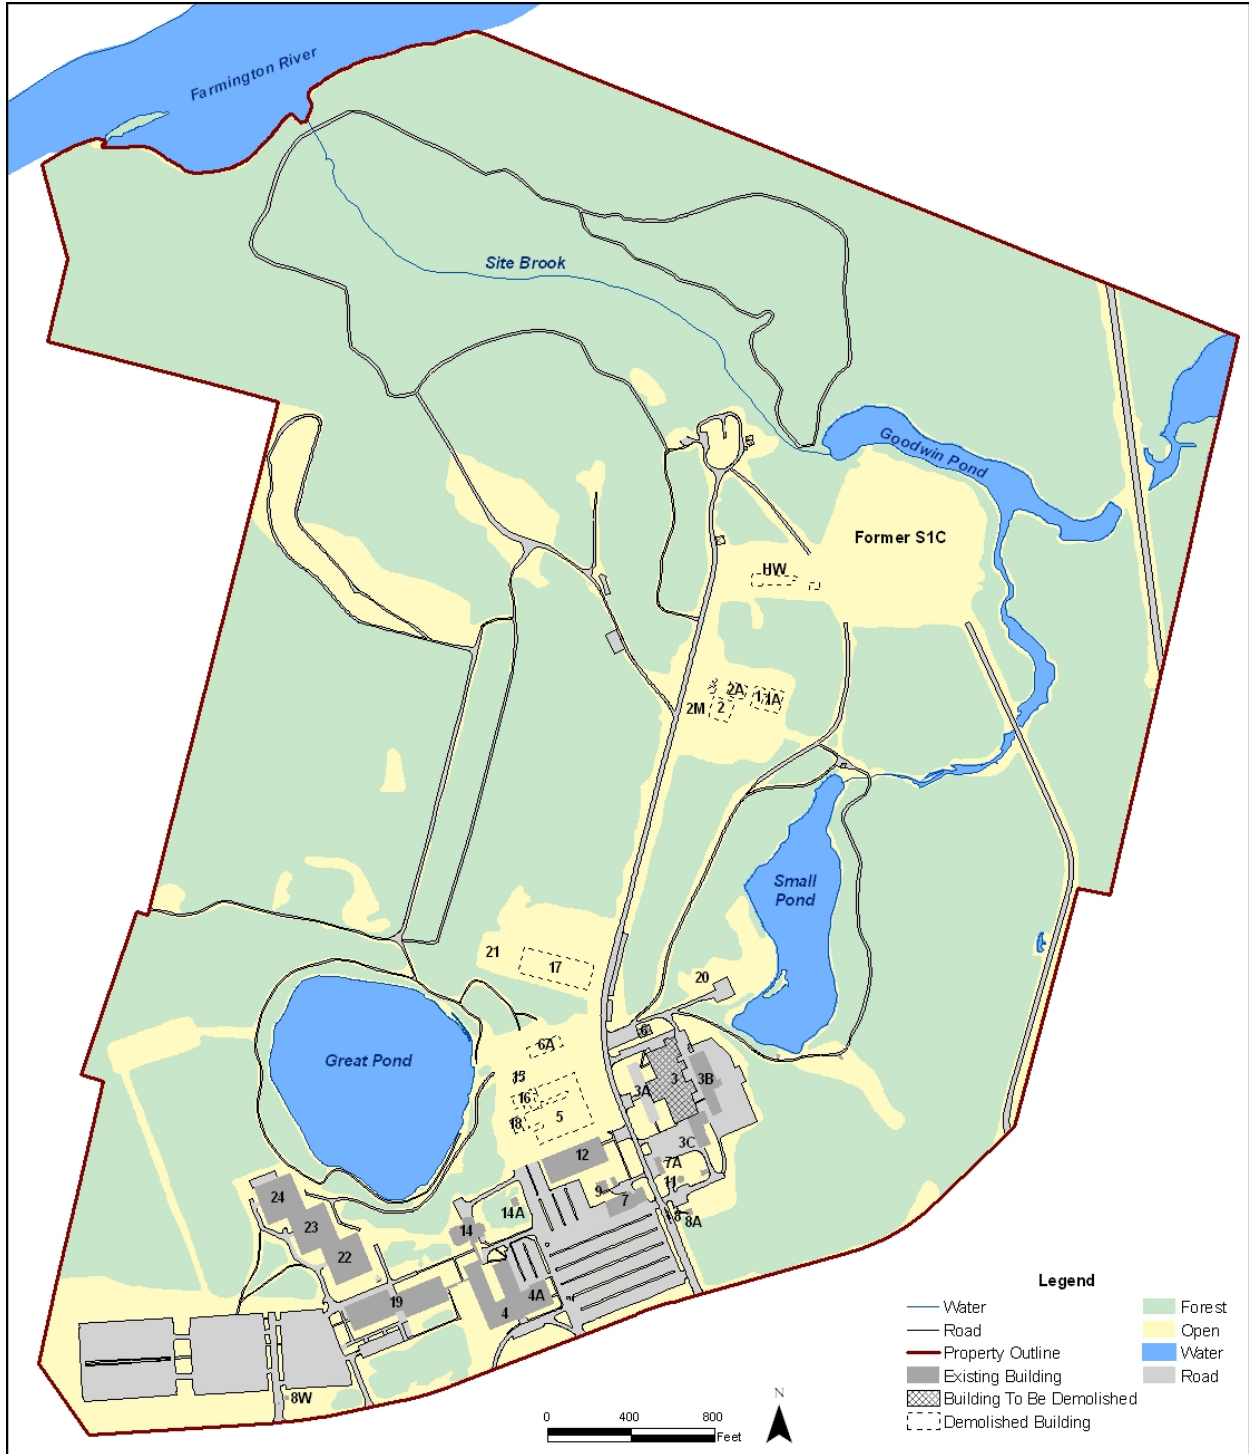 Farmington River
Site Brook
Goodwin Pond
Former S1C
HW
2A
1,1A
2M
2
Small
Pond
21
17
20
6
6A
Great Pond
15
16
18
5
3
3B
3A
3C
12
7A
11
9
7
8
8A
24
14A
14
23
22
4A
19
4
8W
Legend
Water
Road
Property Outline
Existing Building
Building To Be Demolished
Demolished Building
Forest
Open
Water
Road
N
0 400 800
Feet